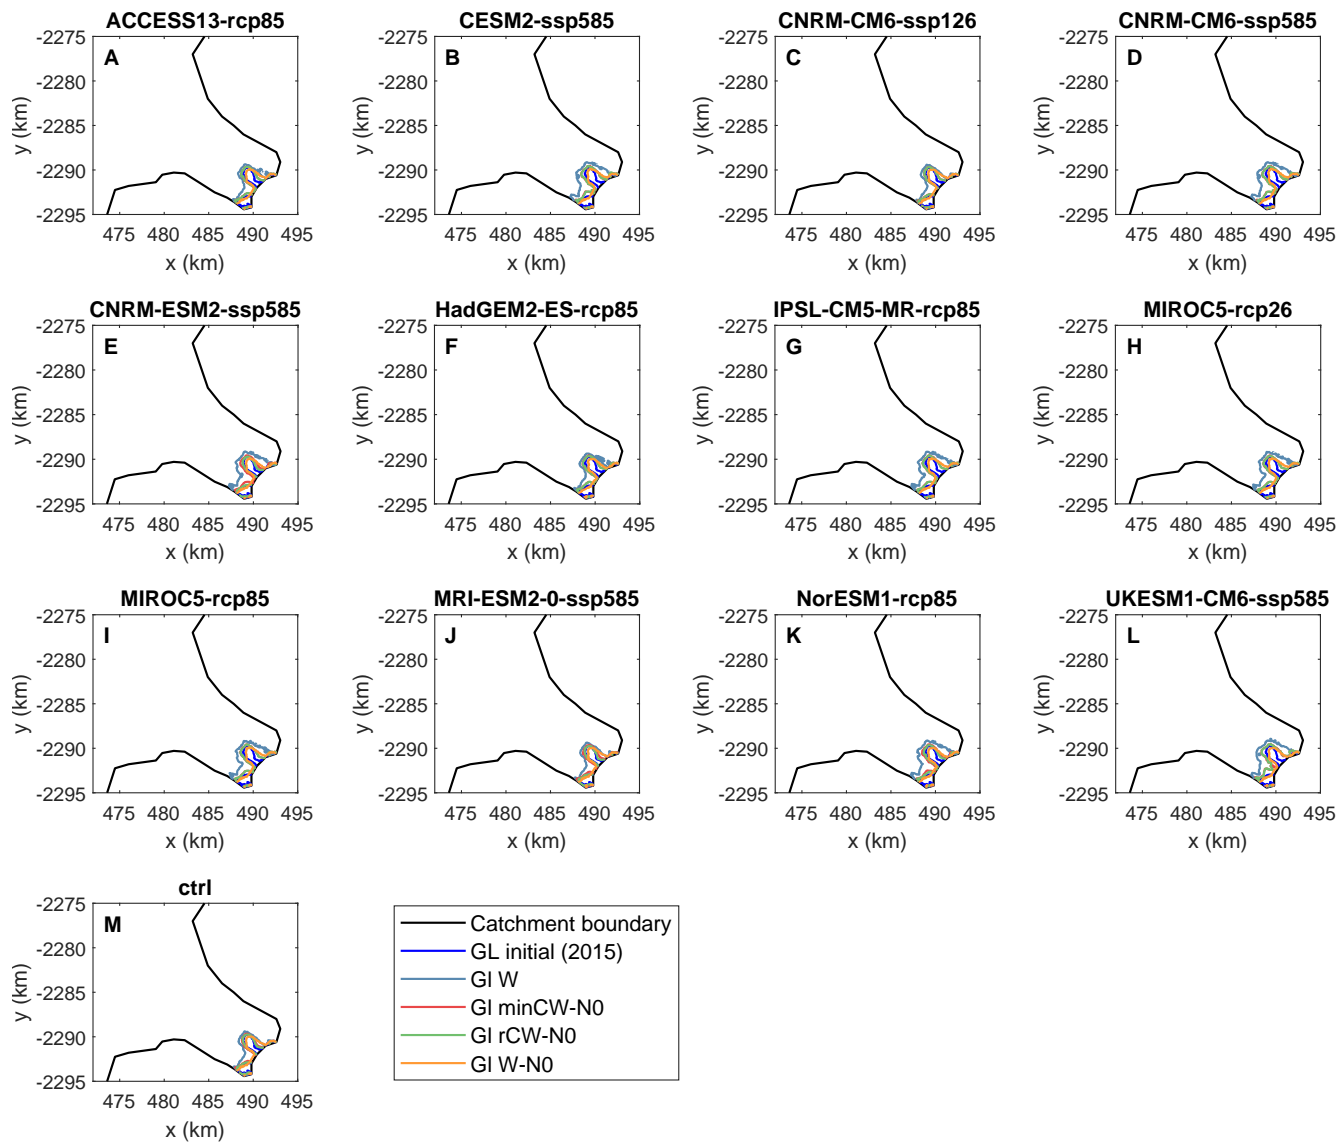 ACCESS13-rcp85
CESM2-ssp585
CNRM-CM6-ssp126
CNRM-CM6-ssp585
A
-2275
-2280
-2285
-2290
-2295
y (km)
475 480 485 490 495
x (km)
B
-2275
-2280
-2285
-2290
-2295
y (km)
475 480 485 490 495
x (km)
C
-2275
-2280
-2285
-2290
-2295
y (km)
475 480 485 490 495
x (km)
D
-2275
-2280
-2285
-2290
-2295
y (km)
475 480 485 490 495
x (km)
CNRM-ESM2-ssp585
HadGEM2-ES-rcp85
IPSL-CM5-MR-rcp85
MIROC5-rcp26
E
-2275
-2280
-2285
-2290
-2295
y (km)
475 480 485 490 495
x (km)
F
-2275
-2280
-2285
-2290
-2295
y (km)
475 480 485 490 495
x (km)
G
-2275
-2280
-2285
-2290
-2295
y (km)
475 480 485 490 495
x (km)
H
-2275
-2280
-2285
-2290
-2295
y (km)
475 480 485 490 495
x (km)
MIROC5-rcp85
MRI-ESM2-0-ssp585
NorESM1-rcp85
UKESM1-CM6-ssp585
I
-2275
-2280
-2285
-2290
-2295
y (km)
475 480 485 490 495
x (km)
J
-2275
-2280
-2285
-2290
-2295
y (km)
475 480 485 490 495
x (km)
K
-2275
-2280
-2285
-2290
-2295
y (km)
475 480 485 490 495
x (km)
L
-2275
-2280
-2285
-2290
-2295
y (km)
475 480 485 490 495
x (km)
ctrl
M
-2275
-2280
-2285
-2290
-2295
y (km)
475 480 485 490 495
x (km)
Catchment boundary
GL initial (2015)
Gl W
Gl minCW-N0
Gl rCW-N0
Gl W-N0